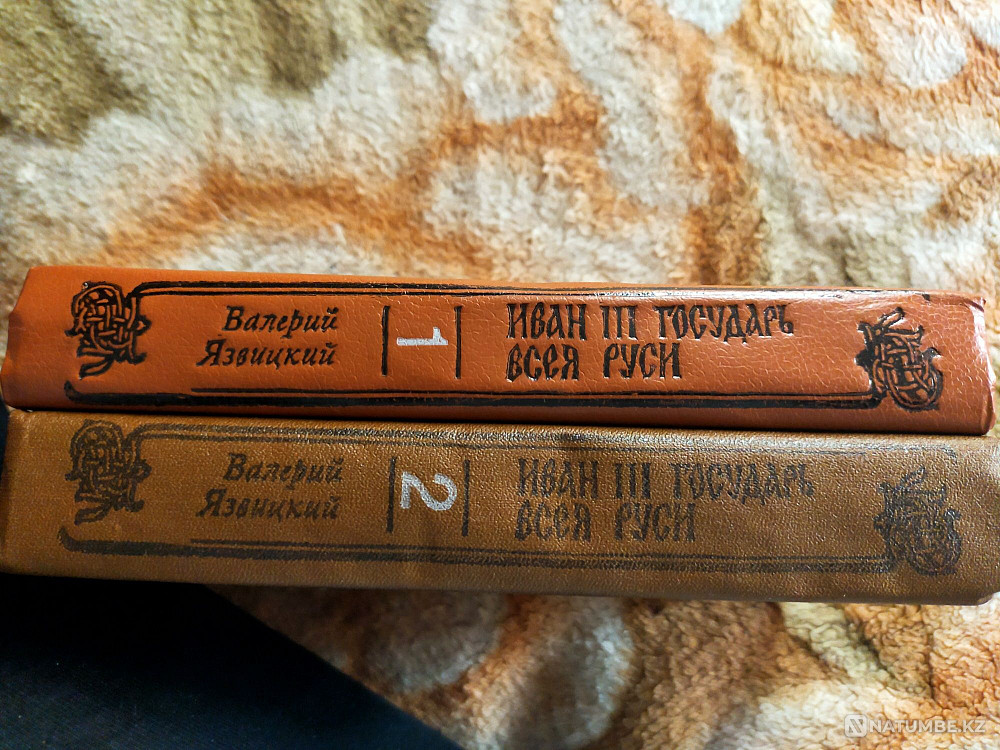 Валерий
Язвицкий
1
ИВАН III ГОСУДАРЬ
ВСЕЯ РУСИ
Валерий
Язвицкий
2
ИВАН III ГОСУДАРЬ
ВСЕЯ РУСИ
NATUMBE.KZ